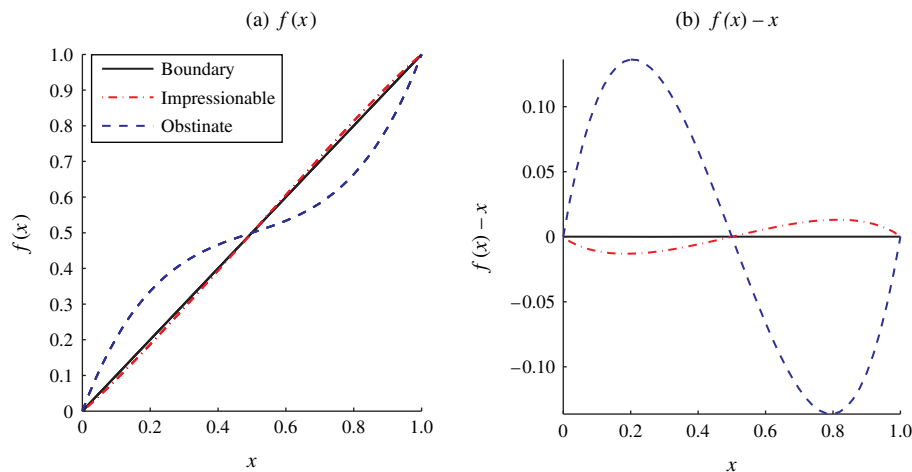 (a) f(x)
1.0
0.9
0.8
0.7
0.6
0.5
0.4
0.3
0.2
0.1
0
f(x)
Boundary
Impressionable
Obstinate
0 0.2 0.4 0.6 0.8 1.0
x
(b) f(x) – x
0.10
0.05
0
−0.05
−0.10
f(x) – x
0 0.2 0.4 0.6 0.8 1.0
x